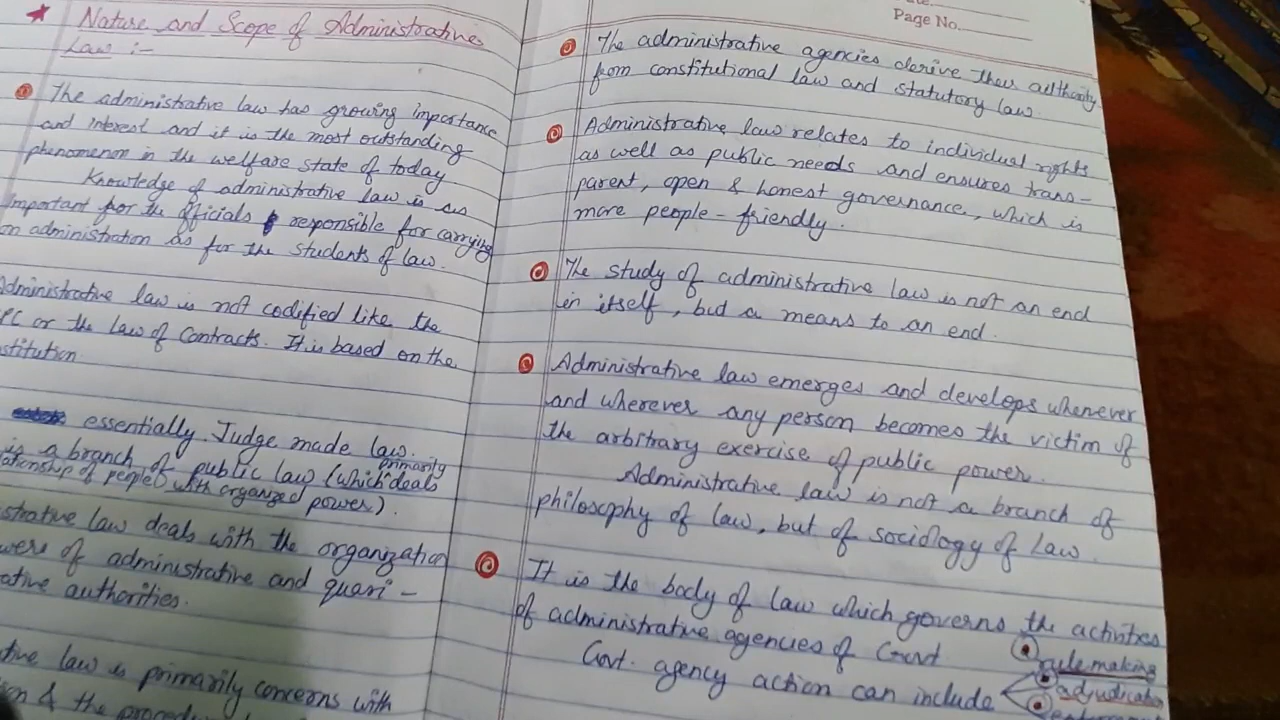 Nature and Scope of Administrative
Law :-
The administrative law has growing importance
and interest and it is the most outstanding
phenomenon in the welfare state of today
Knowledge of administrative law is as
important for the officials responsible for carrying
on administration as for the students of law.
Administrative law is not codified like the
or the law of Contracts. It is based on the
essentially Judge made law.
is a branch of public law (which primarily deals
of people with organized power).
law deals with the organization
of administrative and quasi-
authorities.
law is primarily concerns with
& the
Page No.
The administrative agencies derive their authority
from constitutional law and statutory law.
Administrative law relates to individual rights
as well as public needs and ensures trans-
parent, open & honest governance, which is
more people-friendly.
The study of administrative law is not an end
in itself, but a means to an end.
Administrative law emerges and develops whenever
and wherever any person becomes the victim of
the arbitrary exercise of public power.
Administrative law is not a branch of
philosophy of law, but of sociology of law.
It is the body of law which governs the activities
of administrative agencies of Govt
Govt. agency action can include
rule making